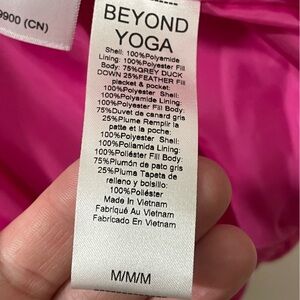 9900 (CN)
BEYOND
YOGA
Shell: 100%Polyamide
Lining: 100%Polyester Fill
Body: 75%GREY DUCK
DOWN 25%FEATHER Fill
placket & pocket:
100%Polyester Shell:
100%Polyamide Lining:
100%Polyester Fill Body:
75%Duvet de canard gris
25%Plume Remplir la
patte et la poche:
100%Polyester Shell:
100%Poliamida Lining:
100%Poliéster Fill Body:
75%Plumón de pato gris
25%Pluma Tapeta de
relleno y bolsillo:
100%Poliéster
Made In Vietnam
Fabriqué Au Vietnam
Fabricado En Vietnam
M/M/M